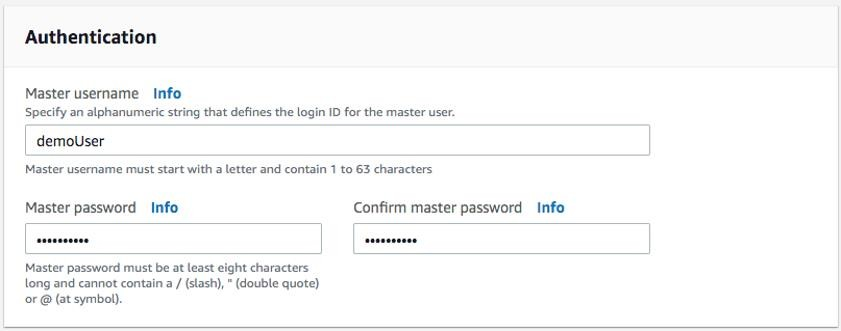 Authentication
Master username Info
Specify an alphanumeric string that defines the login ID for the master user.
demoUser
Master username must start with a letter and contain 1 to 63 characters
Master password Info
Confirm master password Info
••••••••••
••••••••••
Master password must be at least eight characters
long and cannot contain a / (slash), " (double quote)
or @ (at symbol).